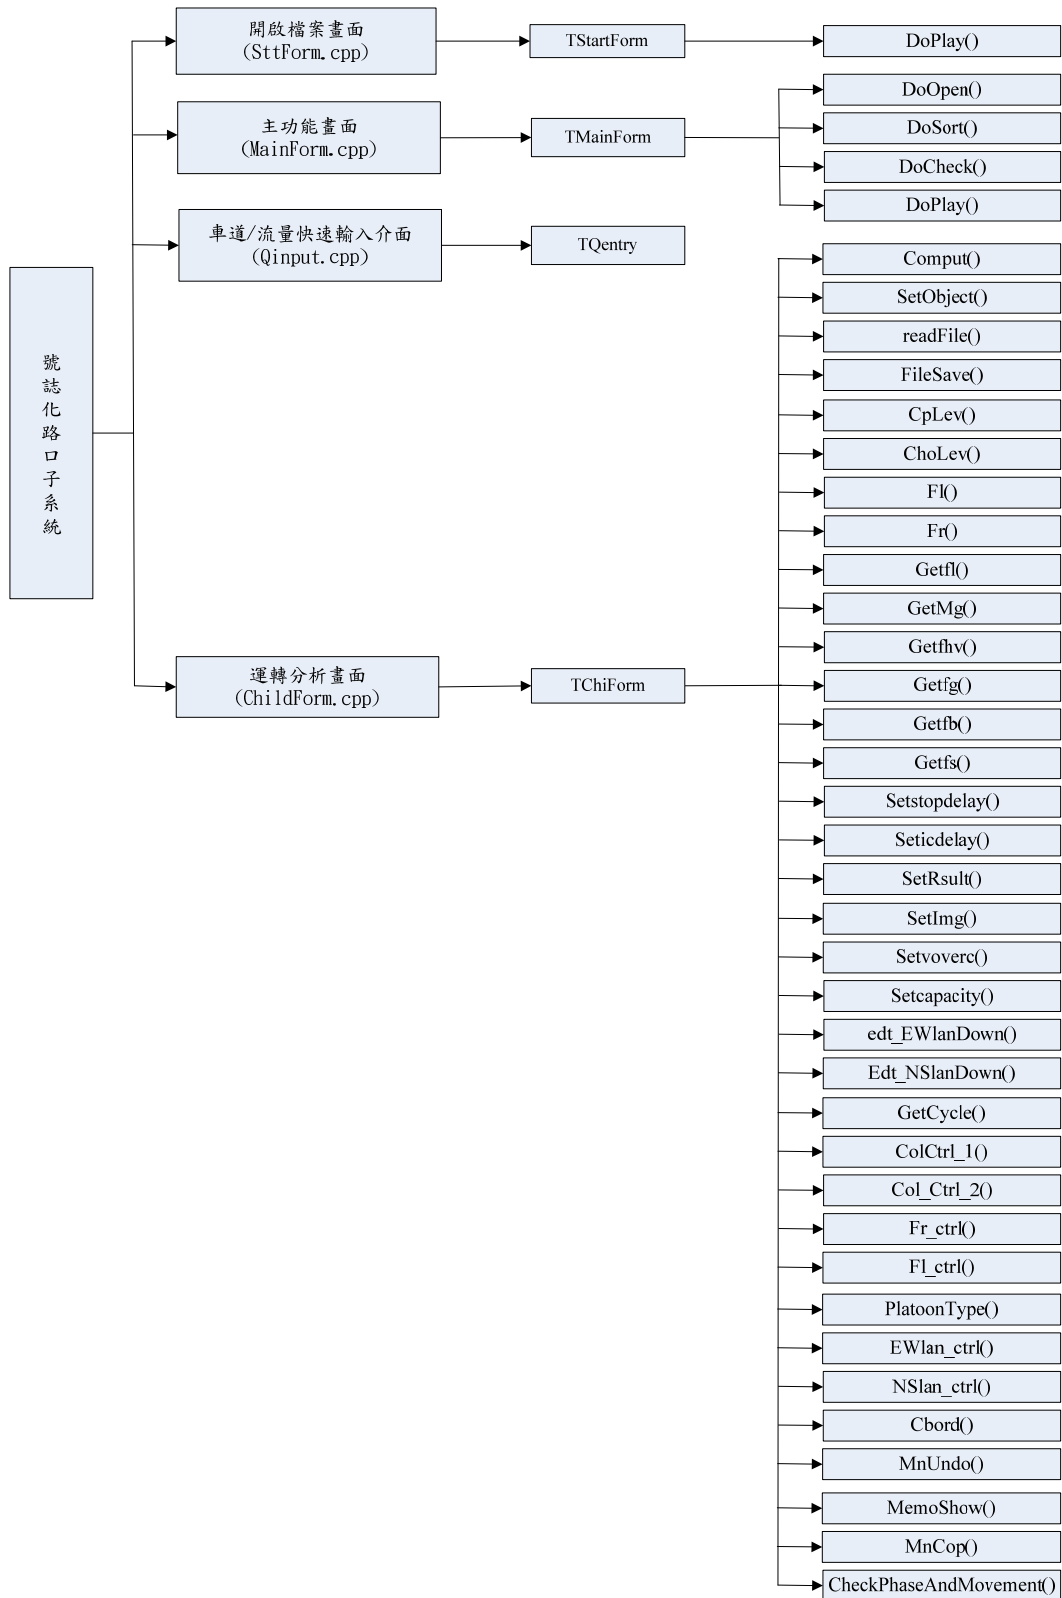 開啟檔案畫面
(SttForm.cpp)
TStartForm
DoPlay()
主功能畫面
(MainForm.cpp)
TMainForm
DoOpen()
DoSort()
DoCheck()
DoPlay()
車道/流量快速輸入介面
(Qinput.cpp)
TQentry
號誌化路口子系統
運轉分析畫面
(ChildForm.cpp)
TChiForm
Comput()
SetObject()
readFile()
FileSave()
CpLev()
ChoLev()
Fl()
Fr()
Getfl()
GetMg()
Getfhv()
Getfg()
Getfb()
Getfs()
Setstopdelay()
Seticdelay()
SetRsult()
SetImg()
Setvoverc()
Setcapacity()
edt_EWlanDown()
Edt_NSlanDown()
GetCycle()
ColCtrl_1()
Col_Ctrl_2()
Fr_ctrl()
Fl_ctrl()
PlatoonType()
EWlan_ctrl()
NSlan_ctrl()
Cbord()
MnUndo()
MemoShow()
MnCop()
CheckPhaseAndMovement()